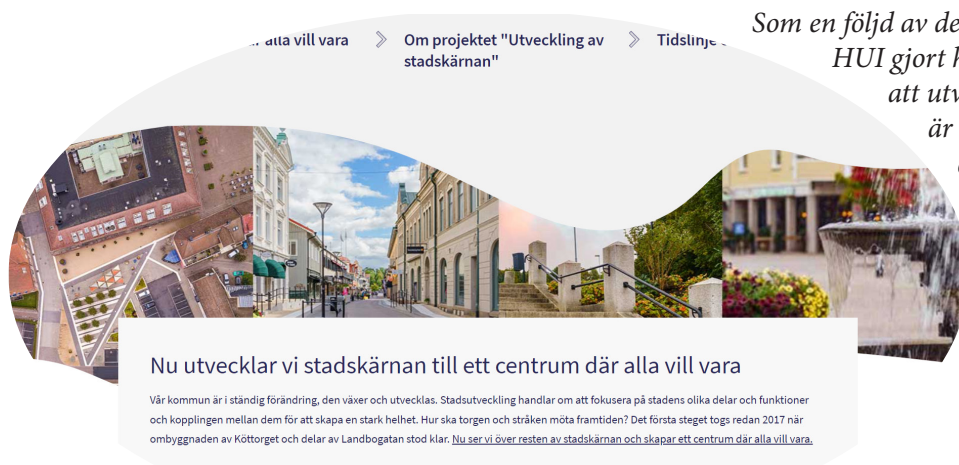 alla vill vara
Om projektet "Utveckling av
stadskärnan"
Tidslinje
Som en följd av
HUI gjort
att
är
Nu utvecklar vi stadskärnan till ett centrum där alla vill vara
Vår kommun är i ständig förändring, den växer och utvecklas. Stadsutveckling handlar om att fokusera på stadens olika delar och funktioner
och kopplingen mellan dem för att skapa en stark helhet. Hur ska torgen och stråken möta framtiden? Det första steget togs redan 2017 när
ombyggnaden av Köttorget och delar av Landbogatan stod klar. Nu ser vi över resten av stadskärnan och skapar ett centrum där alla vill vara.